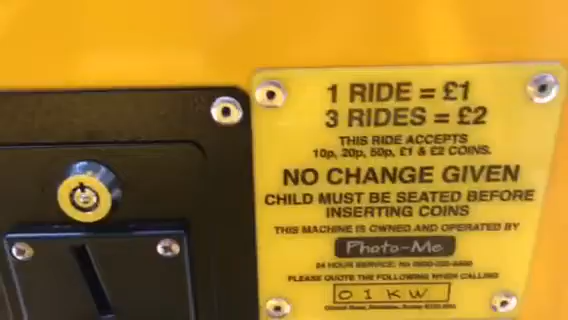 1 RIDE = £1
3 RIDES = £2
THIS RIDE ACCEPTS
10p, 20p, 50p, £1 & £2 COINS.
NO CHANGE GIVEN
CHILD MUST BE SEATED BEFORE
INSERTING COINS
THIS MACHINE IS OWNED AND OPERATED BY
Photo-Me
24 HOUR SERVICE: No
PLEASE QUOTE THE FOLLOWING WHEN CALLING
01KW